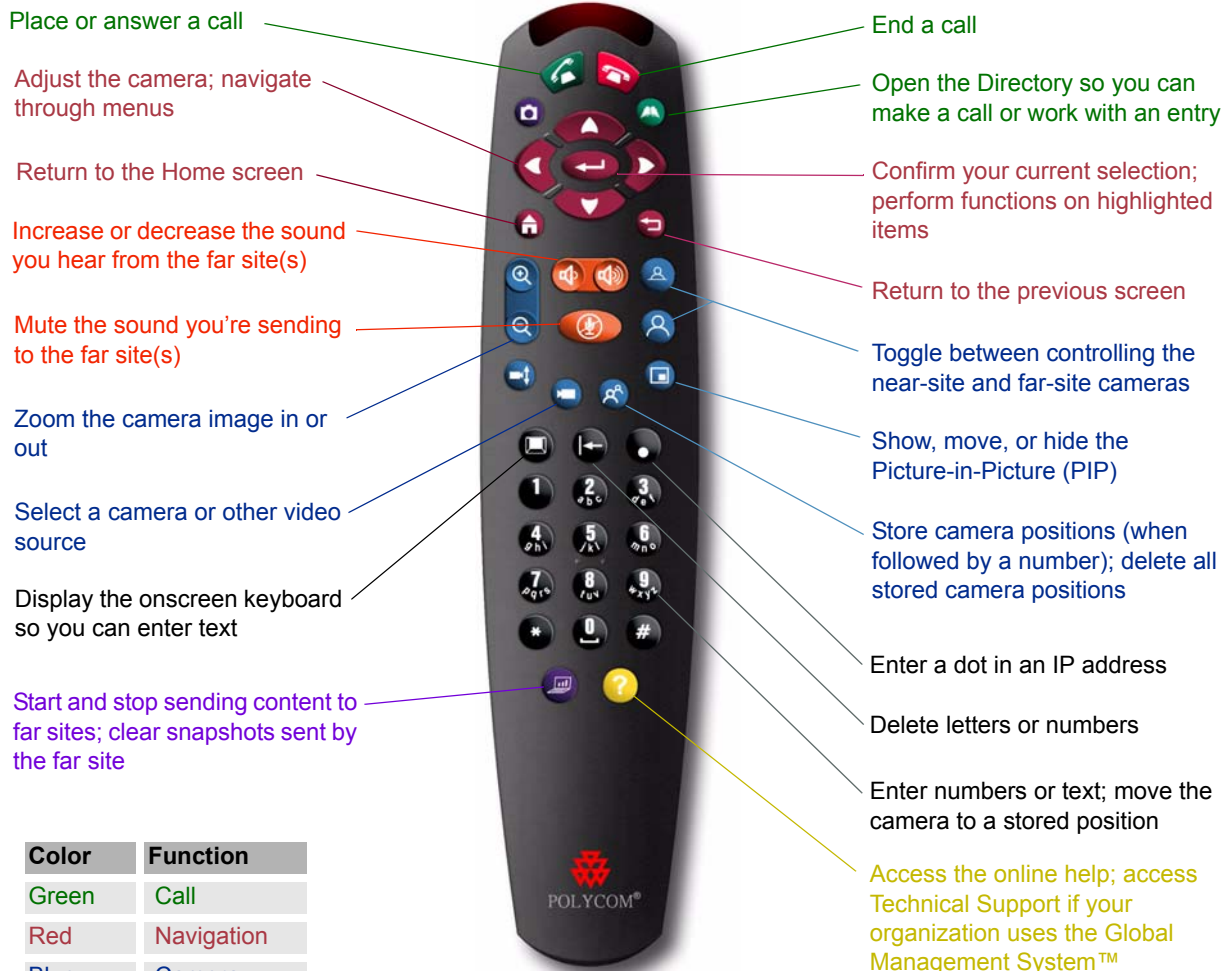 Place or answer a call
Adjust the camera; navigate
through menus
Return to the Home screen
Increase or decrease the sound
you hear from the far site(s)
Mute the sound you’re sending
to the far site(s)
Zoom the camera image in or
out
Select a camera or other video
source
Display the onscreen keyboard
so you can enter text
Start and stop sending content to
far sites; clear snapshots sent by
the far site
Color Function
Green Call
Red Navigation
Blue Camera
1 2 3
abc def
4 5 6
ghi jkl mno
7 8 9
pqrs tuv wxyz
* 0 #
?
POLYCOM®
End a call
Open the Directory so you can
make a call or work with an entry
Confirm your current selection;
perform functions on highlighted
items
Return to the previous screen
Toggle between controlling the
near-site and far-site cameras
Show, move, or hide the
Picture-in-Picture (PIP)
Store camera positions (when
followed by a number); delete all
stored camera positions
Enter a dot in an IP address
Delete letters or numbers
Enter numbers or text; move the
camera to a stored position
Access the online help; access
Technical Support if your
organization uses the Global
Management System™